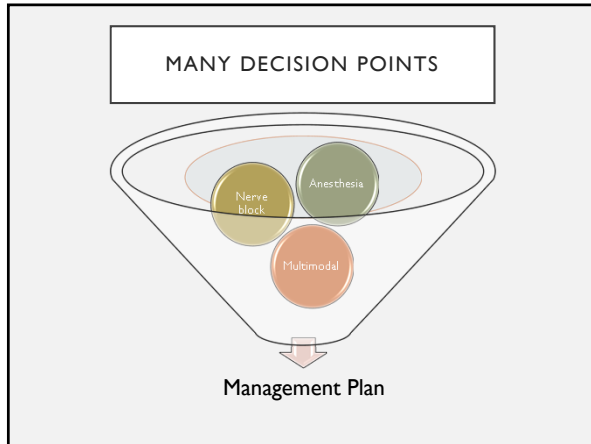 MANY DECISION POINTS
Anesthesia
Nerve
block
Multimodal
Management Plan